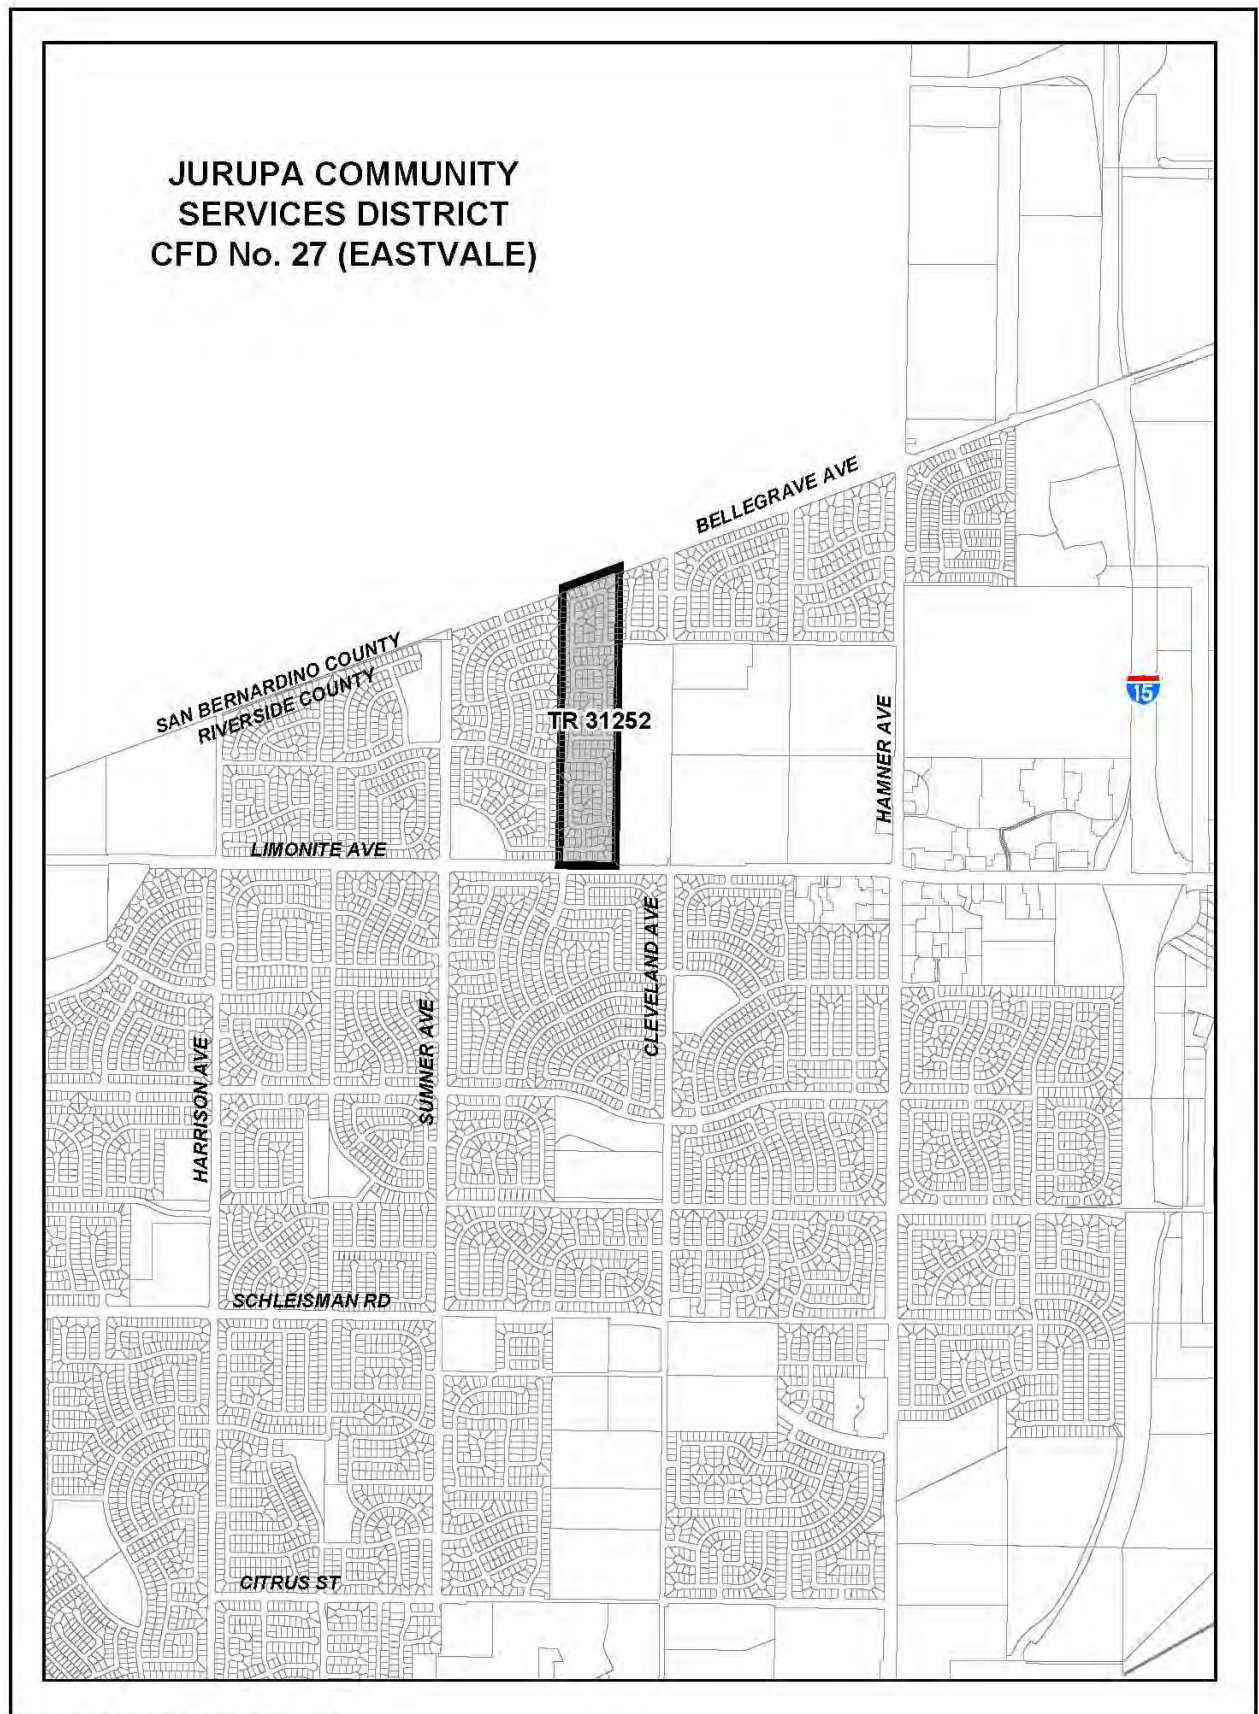 JURUPA COMMUNITY
SERVICES DISTRICT
CFD No. 27 (EASTVALE)
BELLEGRAVE AVE
SAN BERNARDINO COUNTY
RIVERSIDE COUNTY
TR 31252
15
HAMNER AVE
LIMONITE AVE
CLEVELAND AVE
SUMNER AVE
HARRISON AVE
SCHLEISMAN RD
CITRUS ST